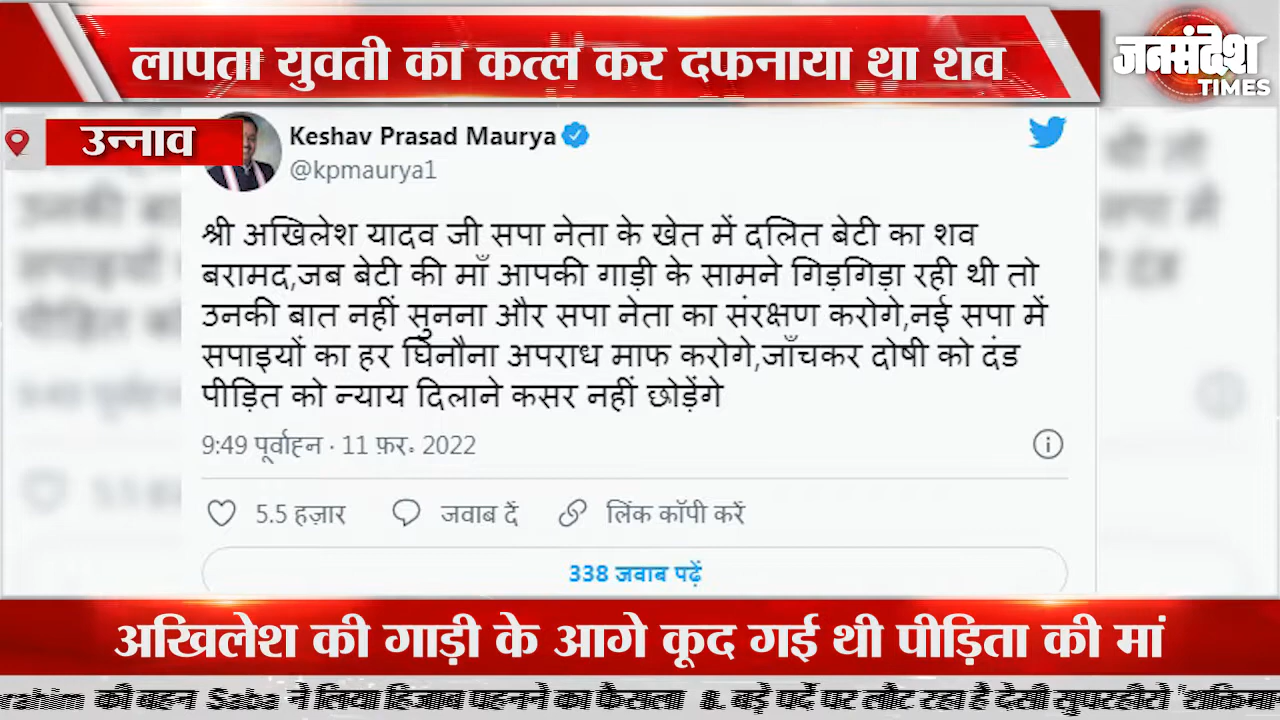 लापता युवती का कत्ल कर दफनाया था शव
जनसंदेश
TIMES
उन्नाव
Keshav Prasad Maurya
@kpmaurya1
श्री अखिलेश यादव जी सपा नेता के खेत में दलित बेटी का शव
बरामद,जब बेटी की माँ आपकी गाड़ी के सामने गिड़गिड़ा रही थी तो
उनकी बात नहीं सुनना और सपा नेता का संरक्षण करोगे,नई सपा में
सपाइयों का हर घिनौना अपराध माफ करोगे,जाँचकर दोषी को दंड
पीड़ित को न्याय दिलाने कसर नहीं छोड़ेंगे
9:49 पूर्वाह्न · 11 फ़र॰ 2022
5.5 हज़ार जवाब दें लिंक कॉपी करें
338 जवाब पढ़ें
अखिलेश की गाड़ी के आगे कूद गई थी पीड़िता की मां
rahim की बहन Saba ने लिया हिजाब पहनने का फैसला 8. बड़े पर्दे पर लौट रहा है देसी सुपरहीरो "शक्तिमा